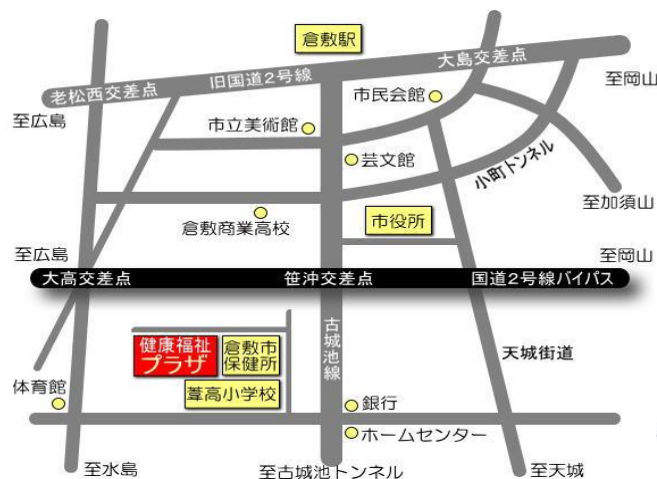 倉敷駅
大島交差点
旧国道2号線
老松西交差点
至岡山
至広島
市民会館
市立美術館
芸文館
小町トンネル
至加須山
倉敷商業高校
市役所
至広島
至岡山
大高交差点
笹沖交差点
国道2号線バイパス
古城池線
健康福祉
プラザ
倉敷市
保健所
天城街道
体育館
葦高小学校
銀行
ホームセンター
至水島
至古城池トンネル
至天城